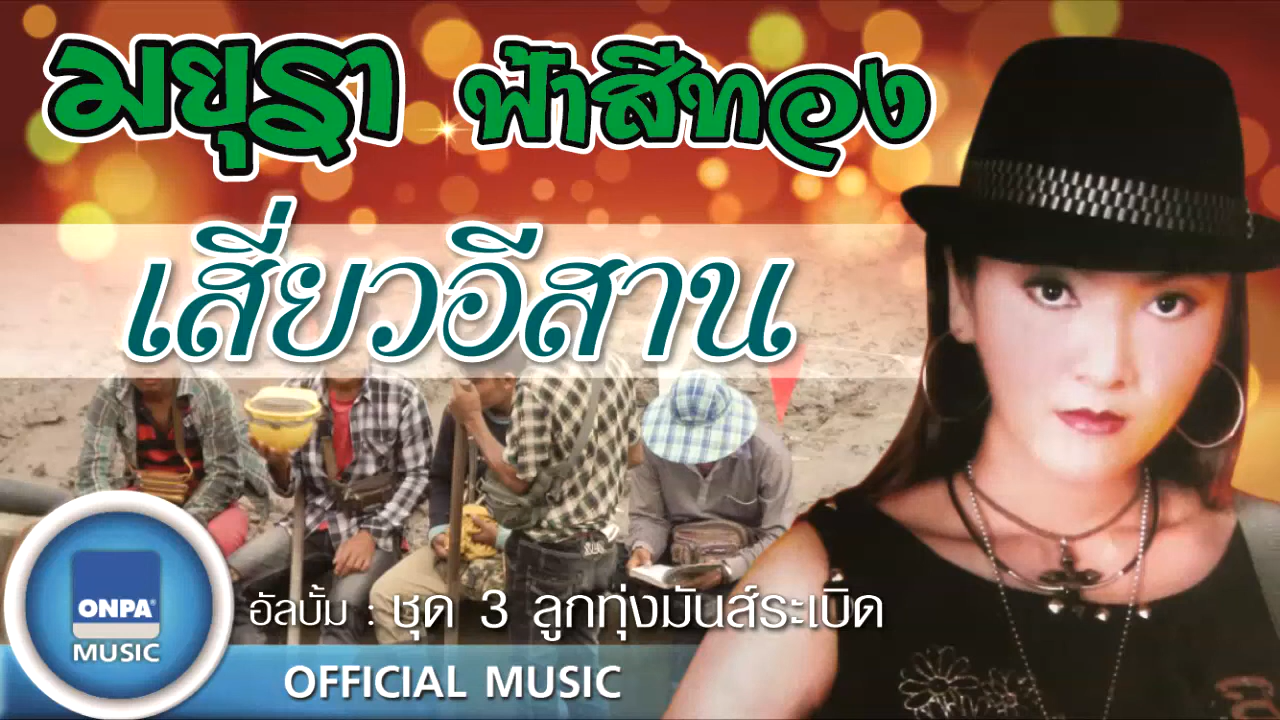 มยุรา ฟ้าสีทอง
เสี่ยวอีสาน
อัลบั้ม : ชุด 3 ลูกทุ่งมันส์ระเบิด
ONPA®
MUSIC
OFFICIAL MUSIC